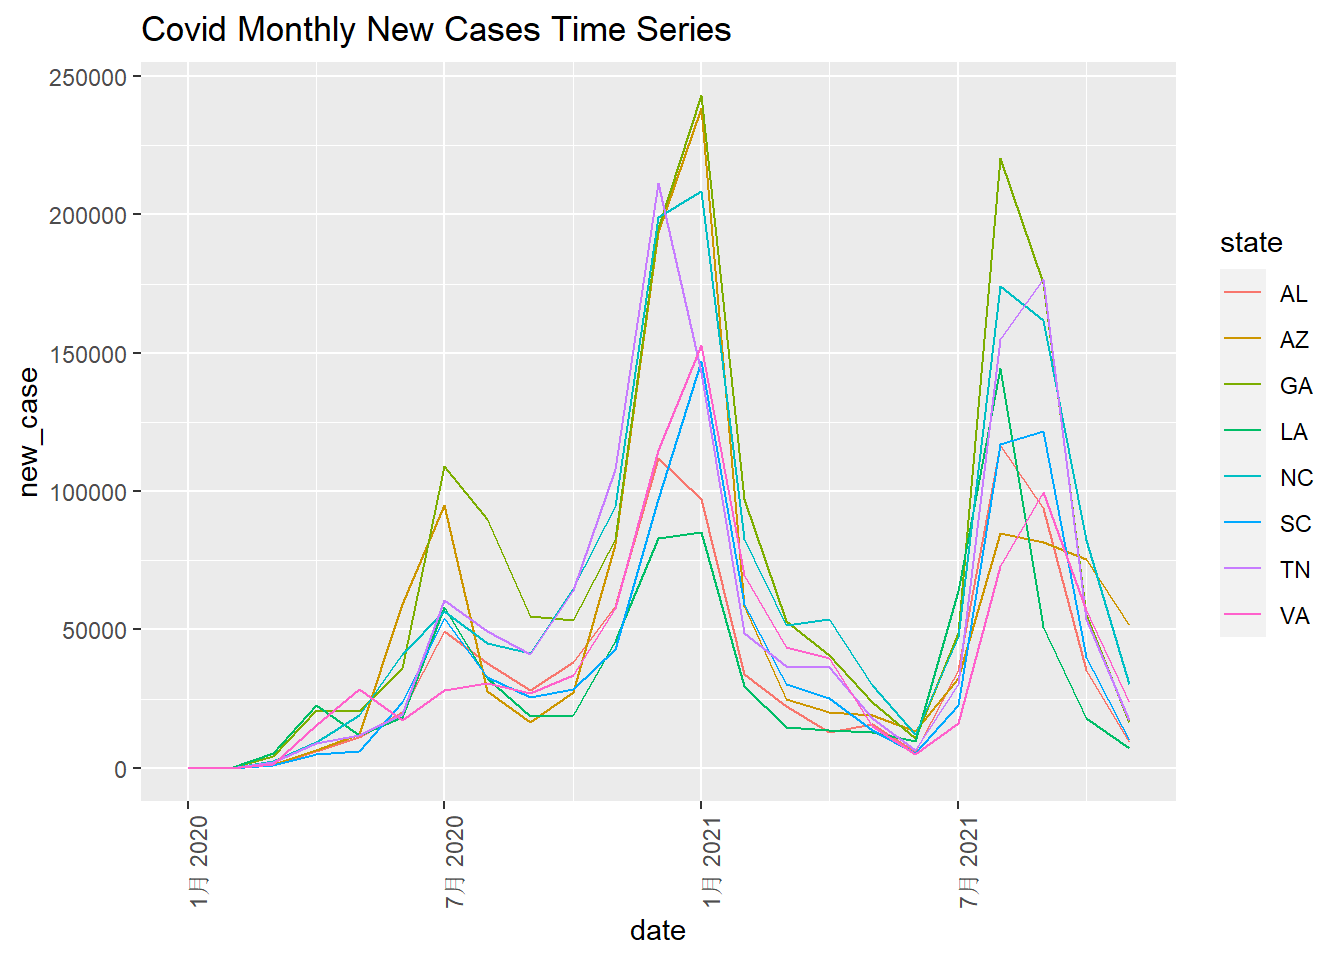 Covid Monthly New Cases Time Series
250000
200000
150000
100000
50000
0
new_case
1月 2020
7月 2020
1月 2021
7月 2021
date
state
AL
AZ
GA
LA
NC
SC
TN
VA